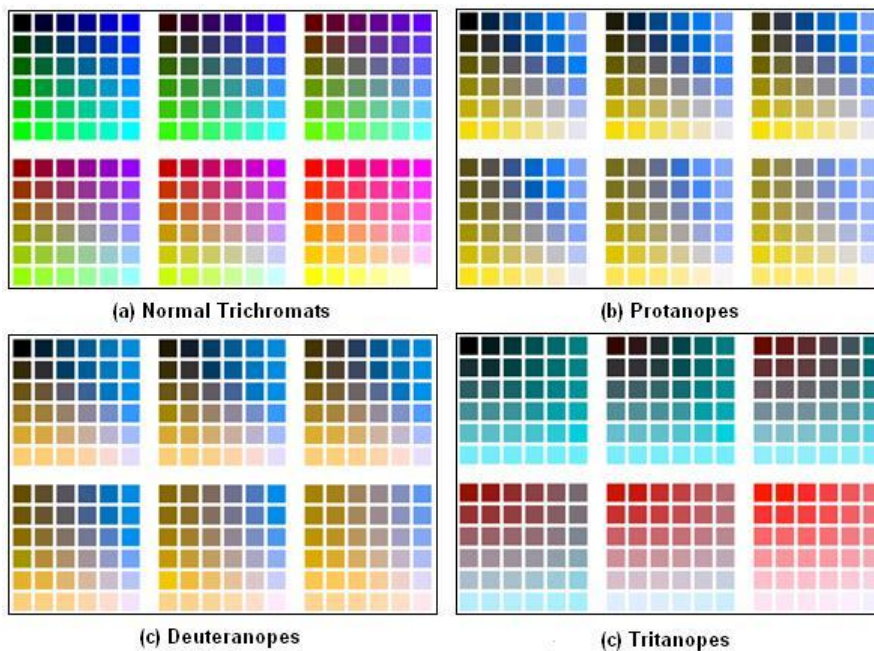 (a) Normal Trichromats
(b) Protanopes
(c) Deuteranopes
(c) Tritanopes